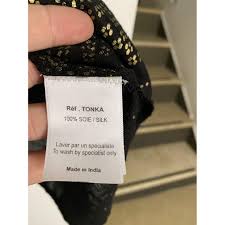 Réf. TONKA
100% SOIE / SILK
Laver par un spécialiste
To wash by specialist only
Made in India